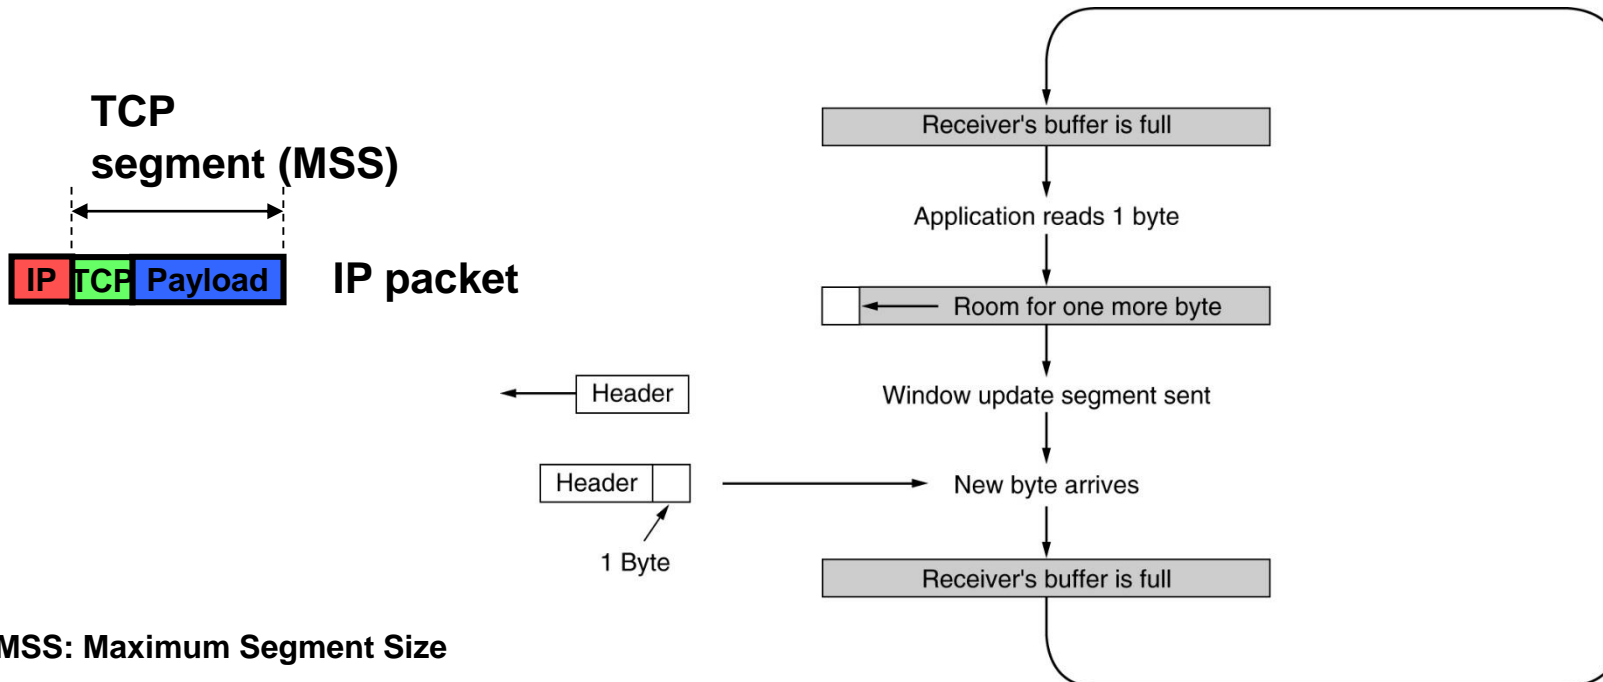 TCP
segment (MSS)
IP TCP Payload
IP packet
Receiver's buffer is full
Application reads 1 byte
Room for one more byte
Header
Window update segment sent
Header
New byte arrives
1 Byte
Receiver's buffer is full
MSS: Maximum Segment Size